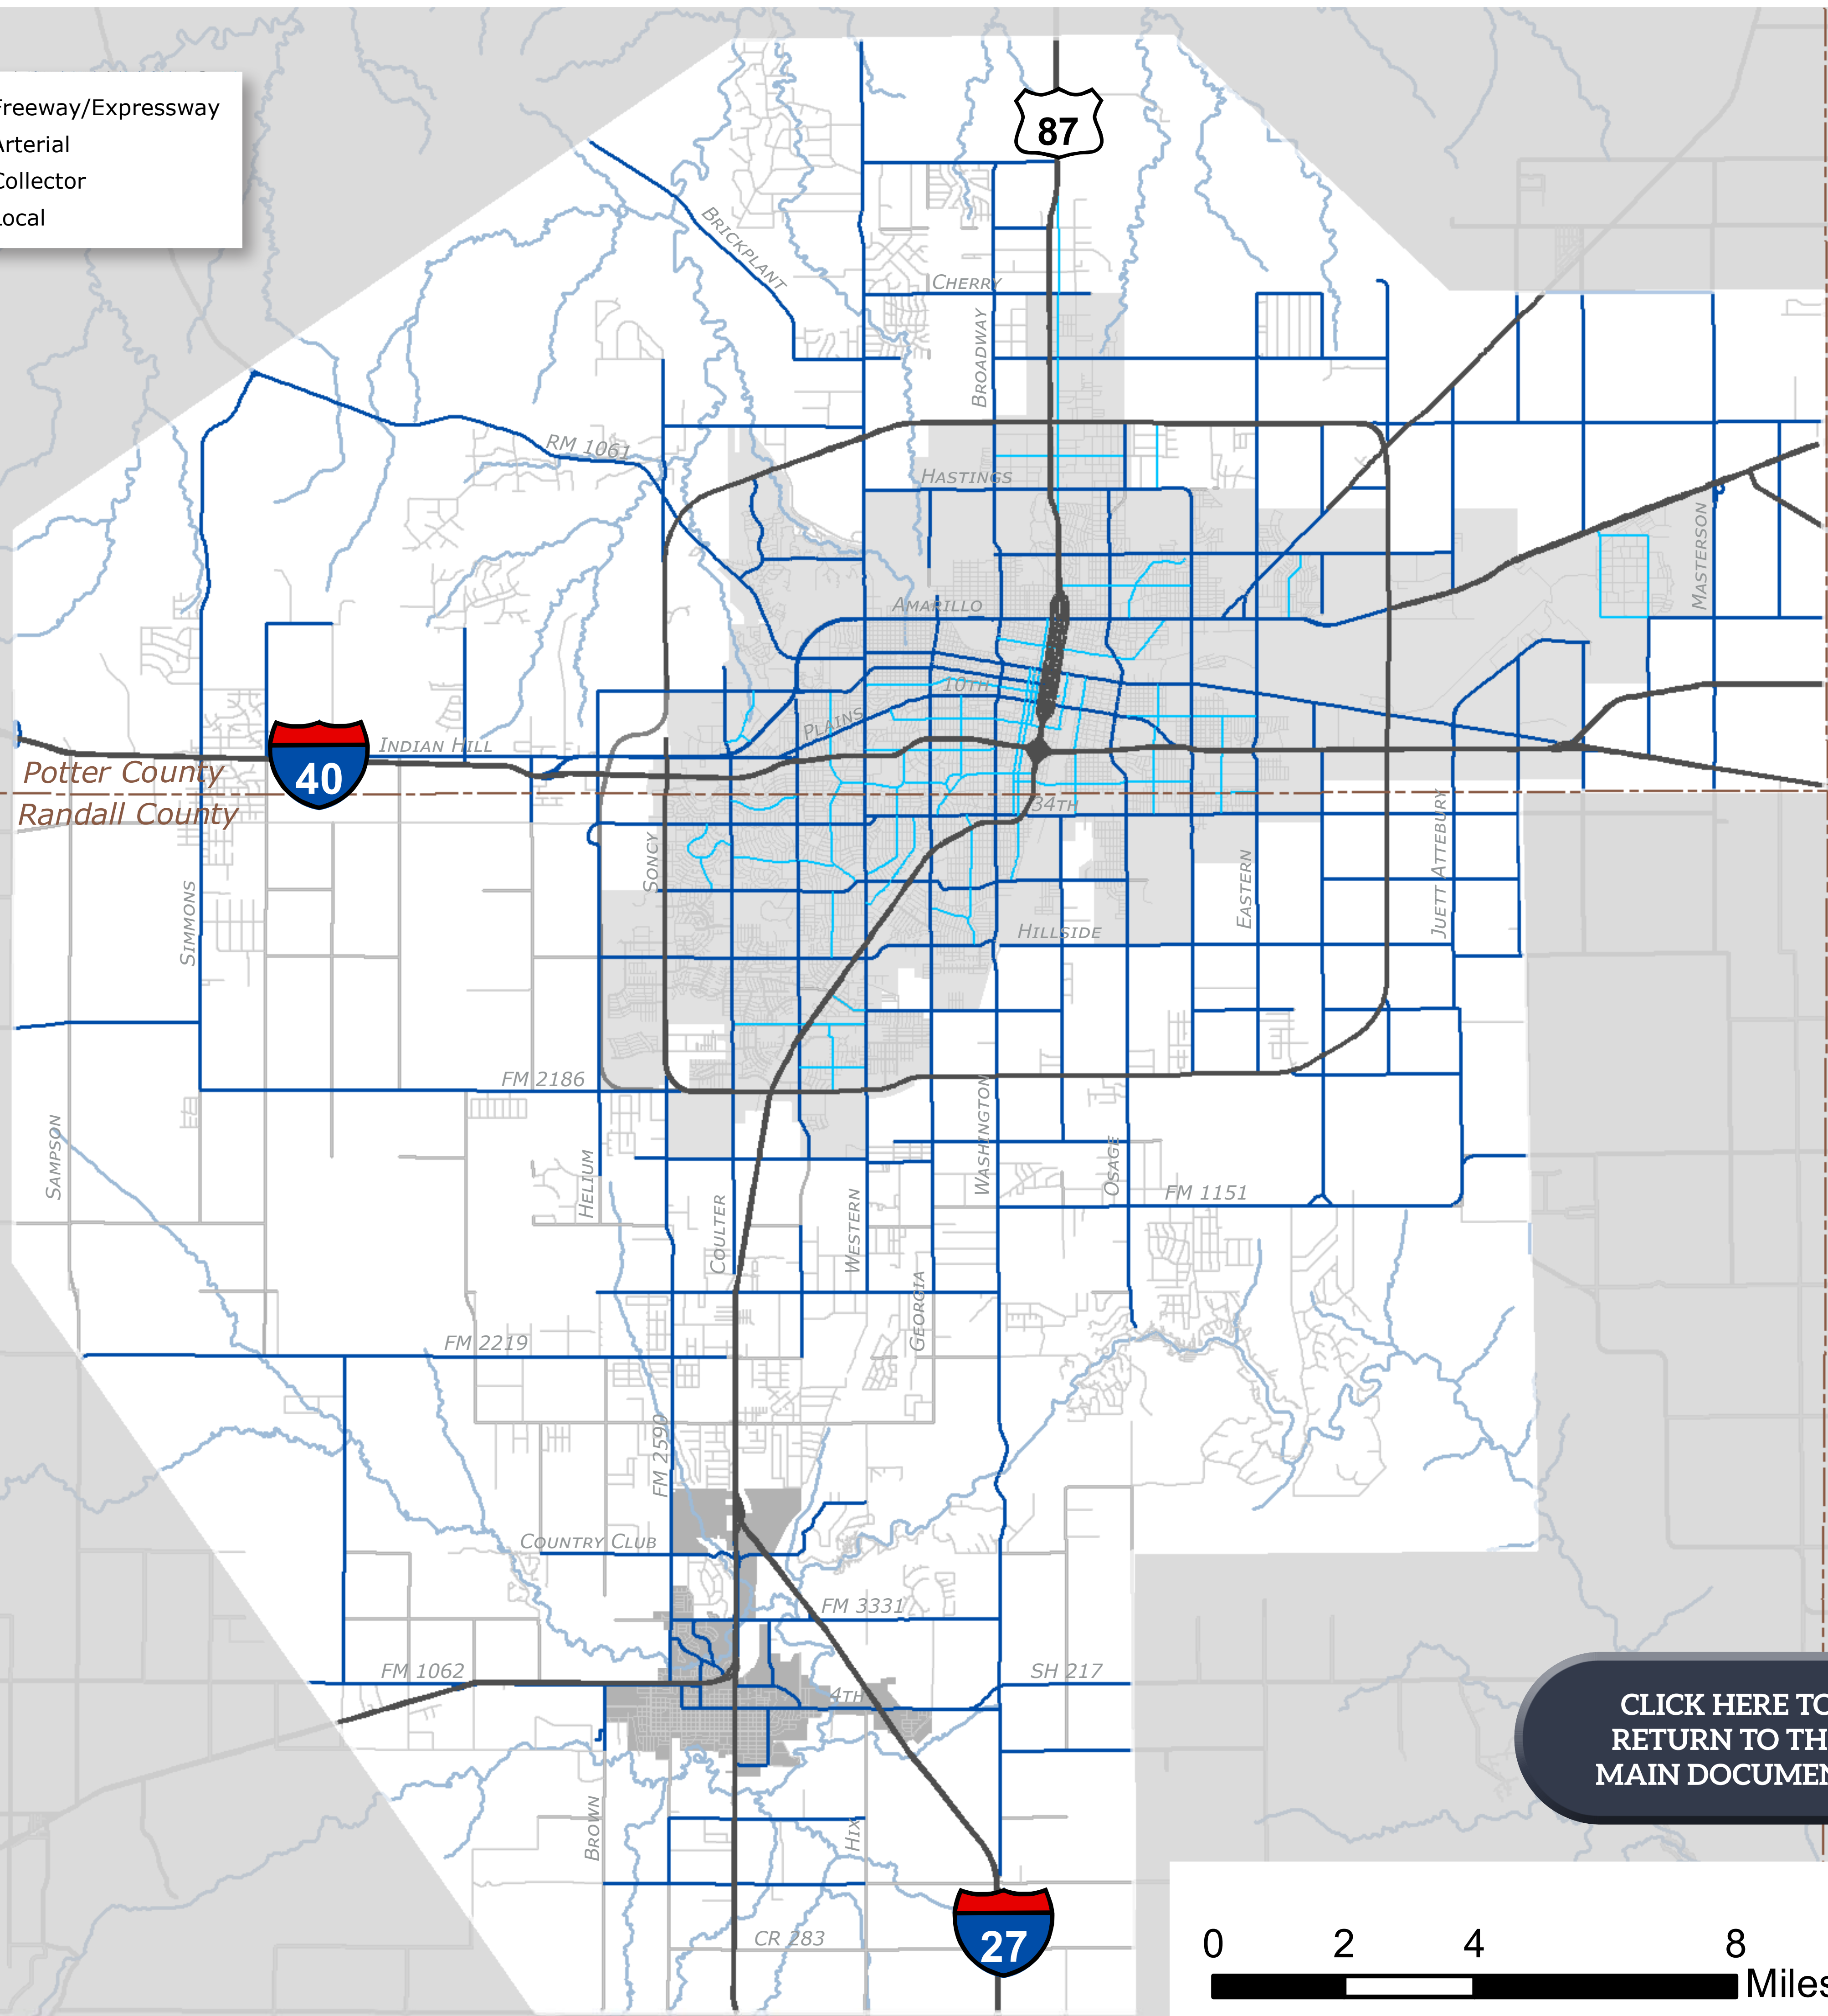 Freeway/Expressway
Arterial
Collector
Local
87
BRICKPLANT
CHERRY
BROADWAY
RM 1061
HASTINGS
MASTERSON
AMARILLO
10TH
PLAINS
INDIAN HILL
40
Potter County
Randall County
34TH
SONCY
SIMMONS
EASTERN
JUETT ATTEBURY
HILLSIDE
FM 2186
SAMPSON
HELIUM
WASHINGTON
OSAGE
FM 1151
COULTER
WESTERN
GEORGIA
FM 2219
FM 2590
COUNTRY CLUB
FM 3331
FM 1062
SH 217
4TH
CLICK HERE TO
RETURN TO TH
MAIN DOCUMEN
BROWN
HIX
CR 283
27
0 2 4 8
Miles